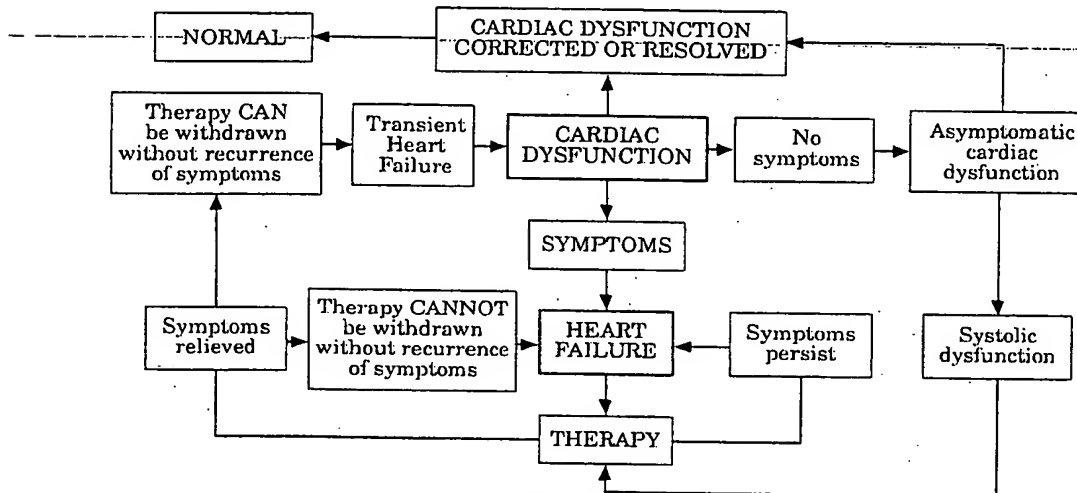 NORMAL
CARDIAC DYSFUNCTION
CORRECTED OR RESOLVED
Therapy CAN
be withdrawn
without recurrence
of symptoms
Transient
Heart
Failure
CARDIAC
DYSFUNCTION
No
symptoms
Asymptomatic
cardiac
dysfunction
SYMPTOMS
Symptoms
relieved
Therapy CANNOT
be withdrawn
without recurrence
of symptoms
HEART
FAILURE
Symptoms
persist
Systolic
dysfunction
THERAPY